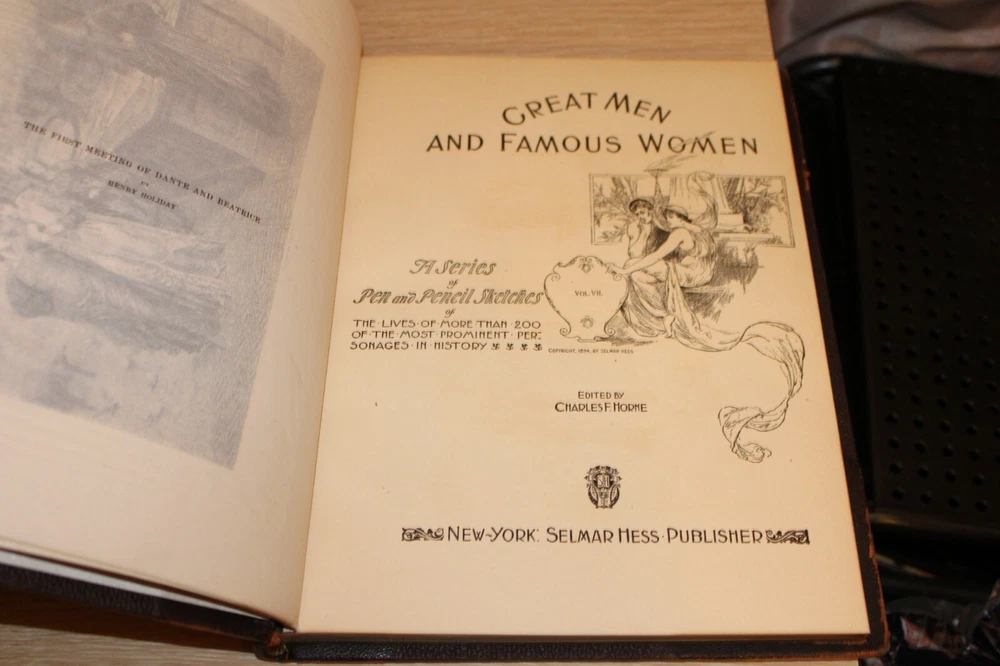 THE FIRST MEETING OF DANTE AND BEATRICE
BY
HENRY HOLIDAY
GREAT MEN
AND FAMOUS WOMEN
A Series
of
Pen and Pencil Sketches
of
THE·LIVES·OF·MORE·THAN·200
OF·THE·MOST·PROMINENT·PER-
SONAGES·IN·HISTORY
VOL. VII.
COPYRIGHT, 1894, BY SELMAR HESS
EDITED BY
CHARLES F. HORNE
NEW-YORK: SELMAR HESS·PUBLISHER